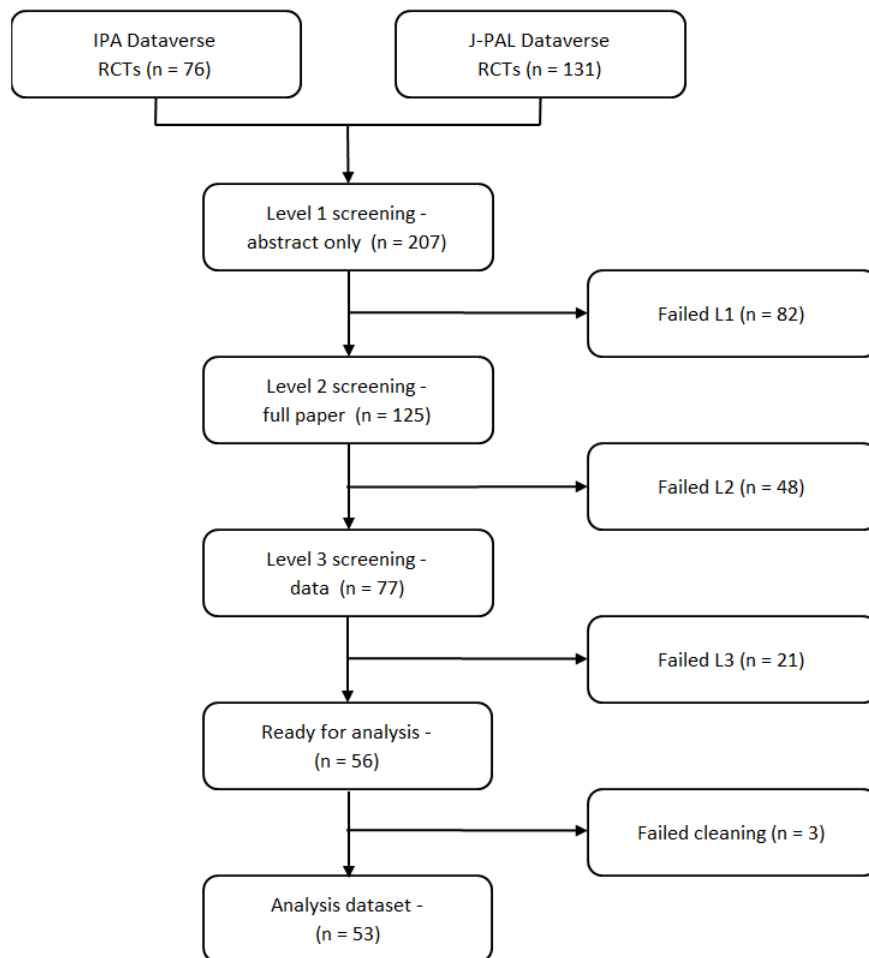 IPA Dataverse
RCTs (n = 76)
J-PAL Dataverse
RCTs (n = 131)
Level 1 screening -
abstract only (n = 207)
Failed L1 (n = 82)
Level 2 screening -
full paper (n = 125)
Failed L2 (n = 48)
Level 3 screening -
data (n = 77)
Failed L3 (n = 21)
Ready for analysis -
(n = 56)
Failed cleaning (n = 3)
Analysis dataset -
(n = 53)